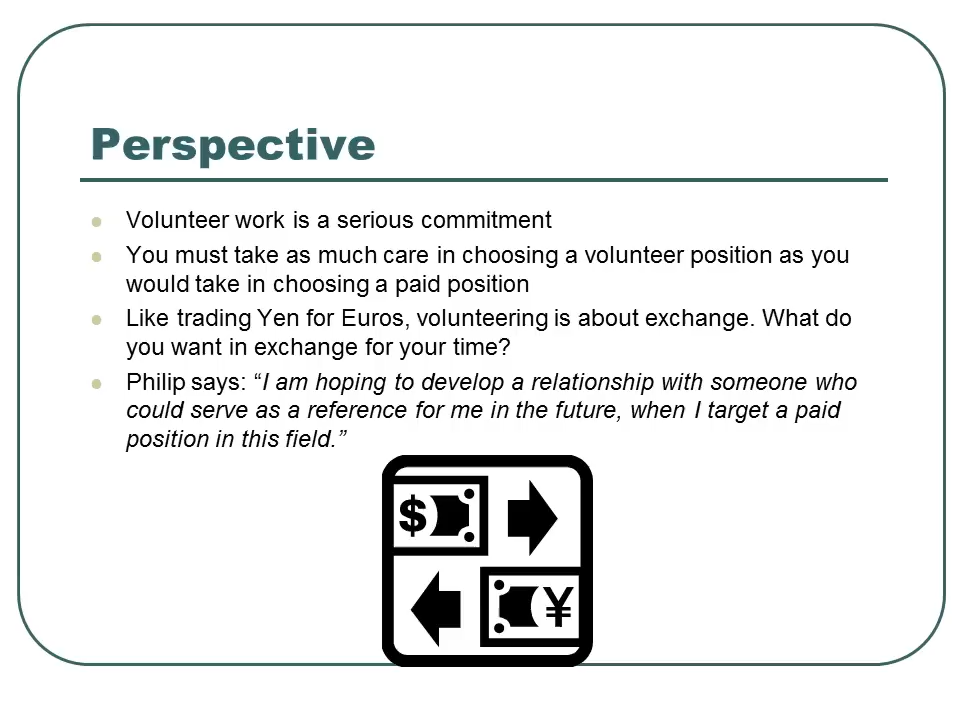 Perspective
Volunteer work is a serious commitment
You must take as much care in choosing a volunteer position as you
would take in choosing a paid position
Like trading Yen for Euros, volunteering is about exchange. What do
you want in exchange for your time?
Philip says: “I am hoping to develop a relationship with someone who
could serve as a reference for me in the future, when I target a paid
position in this field.”
$
¥